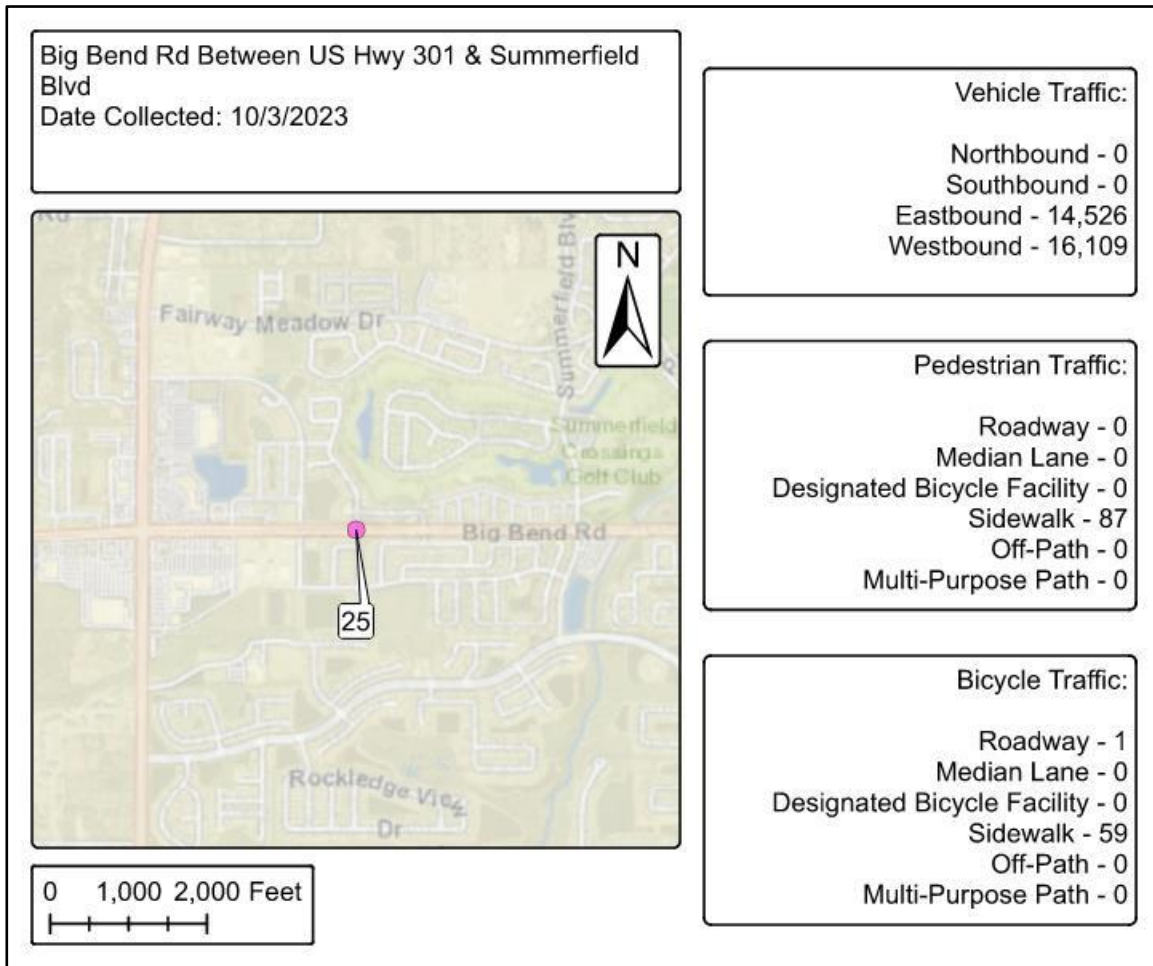 Big Bend Rd Between US Hwy 301 & Summerfield
Blvd
Date Collected: 10/3/2023
Rd
Fairway Meadow Dr
Summerfield Blv
N
Summerfield
Crossings
Golf Club
Big Bend Rd
25
Rockledge View
Dr
0 1,000 2,000 Feet
Vehicle Traffic:
Northbound - 0
Southbound - 0
Eastbound - 14,526
Westbound - 16,109
Pedestrian Traffic:
Roadway - 0
Median Lane - 0
Designated Bicycle Facility - 0
Sidewalk - 87
Off-Path - 0
Multi-Purpose Path - 0
Bicycle Traffic:
Roadway - 1
Median Lane - 0
Designated Bicycle Facility - 0
Sidewalk - 59
Off-Path - 0
Multi-Purpose Path - 0